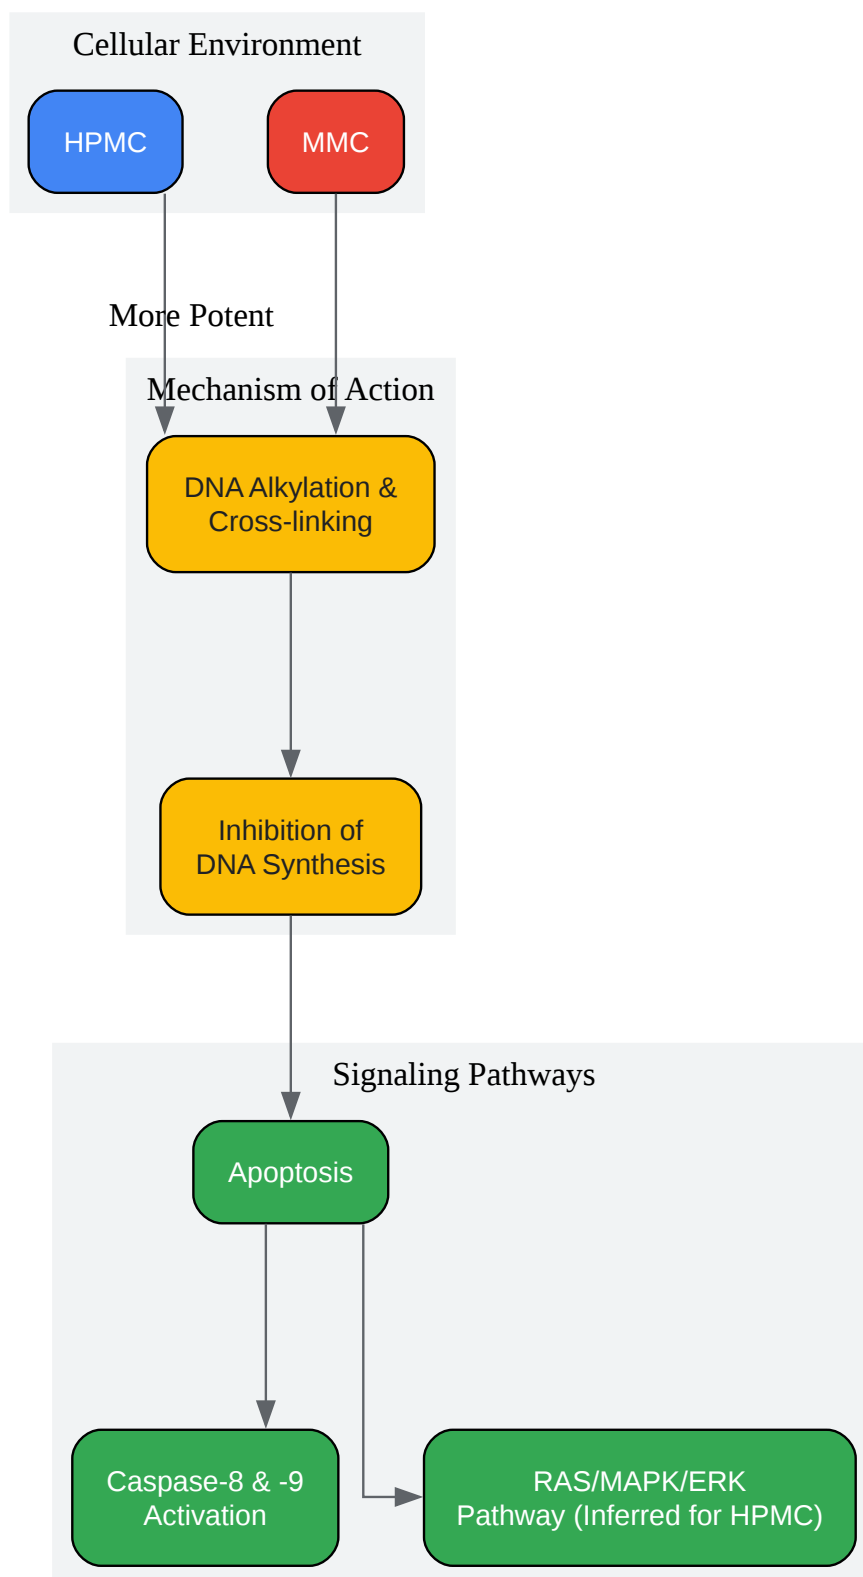 Cellular Environment
HPMC
MMC
More Potent
Mechanism of Action
DNA Alkylation &
Cross-linking
Inhibition of
DNA Synthesis
Signaling Pathways
Apoptosis
Caspase-8 & -9
Activation
RAS/MAPK/ERK
Pathway (Inferred for HPMC)